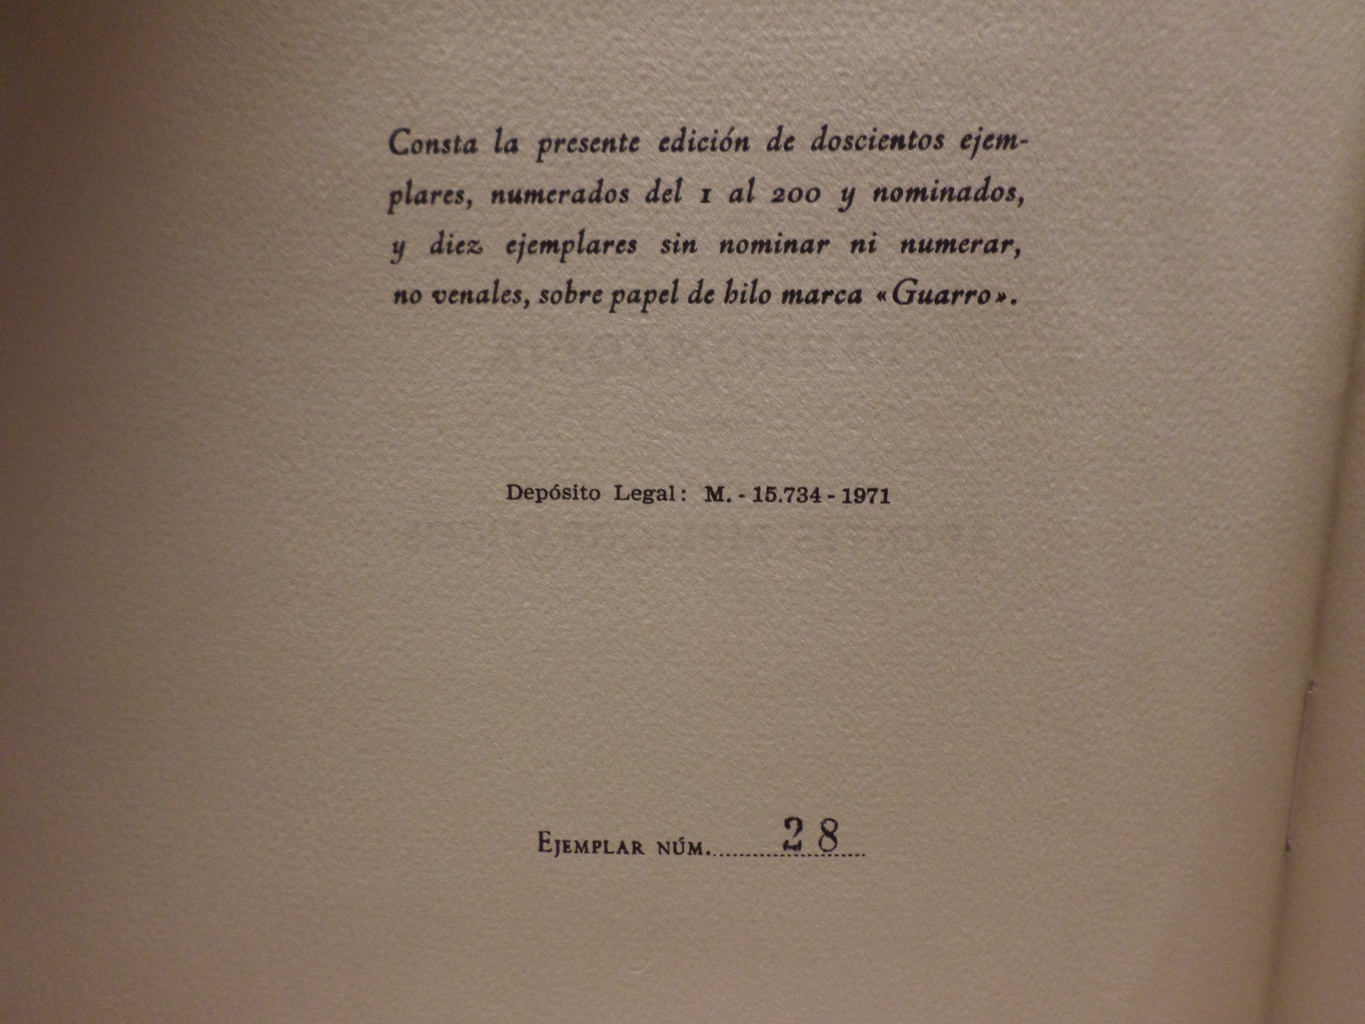 Consta la presente edición de doscientos ejem-
plares, numerados del 1 al 200 y nominados,
y diez ejemplares sin nominar ni numerar,
no venales, sobre papel de hilo marca «Guarro».
Depósito Legal: M. - 15.734 - 1971
EJEMPLAR NÚM. 28